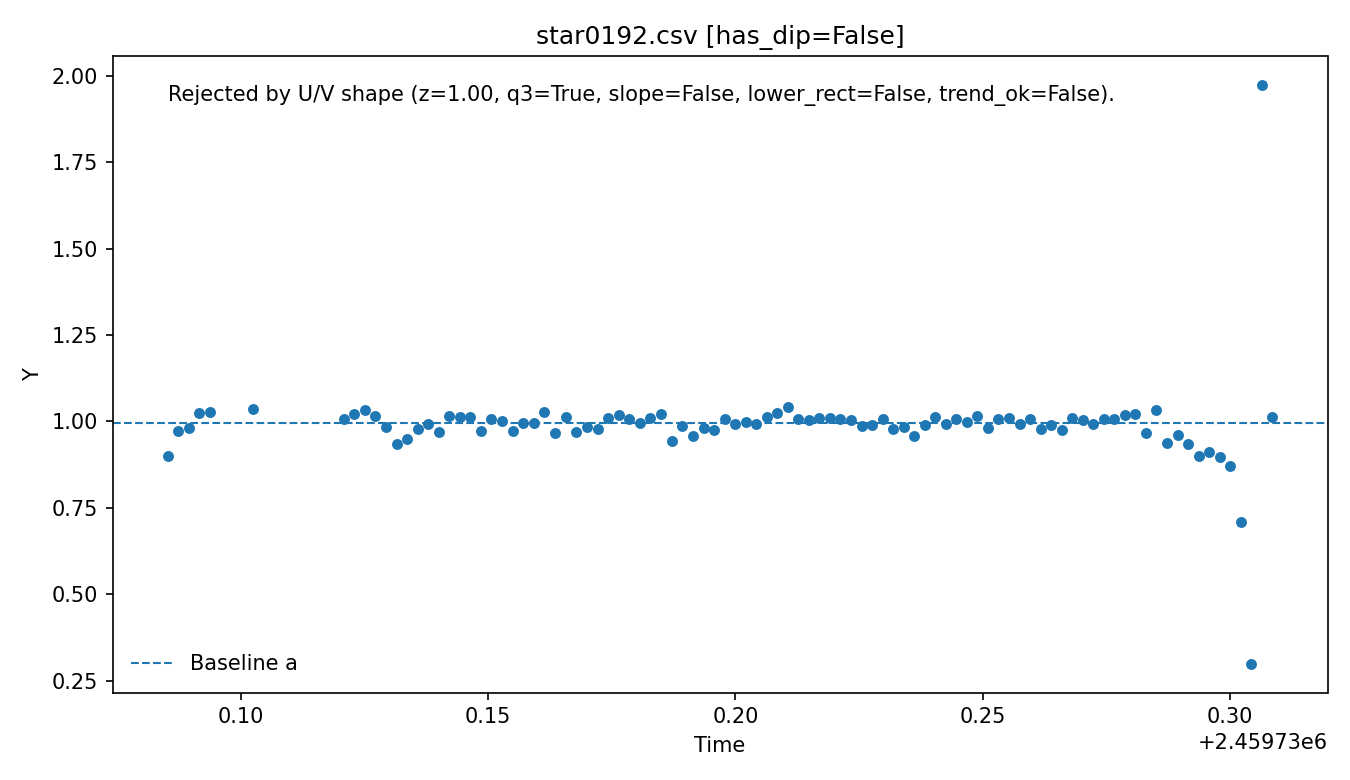 star0192.csv [has_dip=False]
2.00
Rejected by U/V shape (z=1.00, q3=True, slope=False, lower_rect=False, trend_ok=False).
1.75
1.50
1.25
Y
1.00
0.75
0.50
Baseline a
0.25
0.10 0.15 0.20 0.25 0.30
Time
+2.45973e6